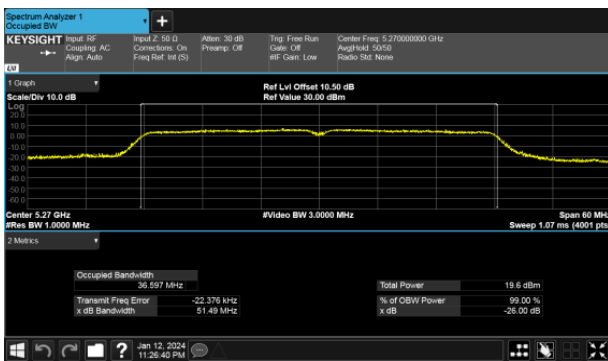 Spectrum Analyzer 1
Occupied BW
KEYSIGHT Input: RF Input Z: 50 Ω Atten: 30 dB Trig: Free Run Center Freq: 5.270000000 GHz
Coupling: AC Corrections: On Preamp: Off Gate: Off Avg|Hold: 50/50
Align: Auto Freq Ref: Int (S) #IF Gain: Low Radio Std: None
1 Graph
Ref Lvl Offset 10.50 dB
Scale/Div 10.0 dB Ref Value 30.00 dBm
Log
20.0
10.0
0.00
-10.0
-20.0
-30.0
-40.0
-50.0
-60.0
Center 5.27 GHz #Video BW 3.0000 MHz Span 60 MHz
#Res BW 1.0000 MHz Sweep 1.07 ms (4001 pts
2 Metrics
Occupied Bandwidth
36.597 MHz Total Power 19.6 dBm
Transmit Freq Error -22.376 kHz % of OBW Power 99.00 %
x dB Bandwidth 51.49 MHz x dB -26.00 dB
? Jan 12, 2024
11:26:40 PM